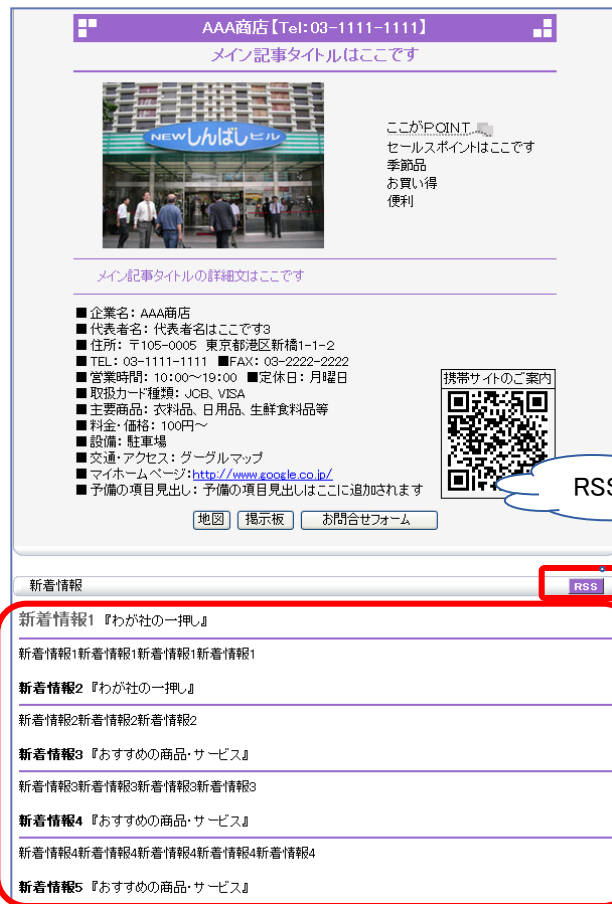 AAA商店【Tel:03-1111-1111】
メイン記事タイトルはここです
NEWしんばしビル
ここがPOINT
セールスポイントはここです
季節品
お買い得
便利
メイン記事タイトルの詳細文はここです
■企業名: AAA商店
■代表者名: 代表者名はここです3
■住所: 〒105-0005 東京都港区新橋1-1-2
■TEL: 03-1111-1111 ■FAX: 03-2222-2222
■営業時間: 10:00～19:00 ■定休日: 月曜日
■取扱カード種類: JCB、VISA
■主要商品: 衣料品、日用品、生鮮食料品等
■料金・価格: 100円～
■設備: 駐車場
■交通・アクセス: グーグルマップ
■マイホームページ:http://www.google.co.jp/
■予備の項目見出し: 予備の項目見出しはここに追加されます
携帯サイトのご案内
RSS
地図 掲示板 お問合せフォーム
新着情報 RSS
新着情報1『わが社の一押し』
新着情報1新着情報1新着情報1新着情報1
新着情報2『わが社の一押し』
新着情報2新着情報2新着情報2
新着情報3『おすすめの商品・サービス』
新着情報3新着情報3新着情報3新着情報3
新着情報4『おすすめの商品・サービス』
新着情報4新着情報4新着情報4新着情報4新着情報4
新着情報5『おすすめの商品・サービス』